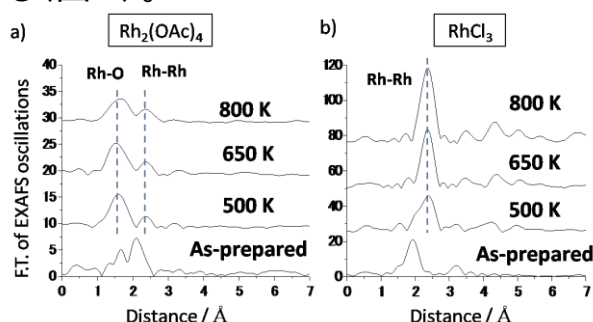 a)
Rh₂(OAc)₄
F.T. of EXAFS oscillations
40
35
30
25
20
15
10
5
0
Rh-O
Rh-Rh
800 K
650 K
500 K
As-prepared
0 1 2 3 4 5 6 7
Distance / Å
b)
RhCl₃
120
100
80
60
40
20
0
Rh-Rh
800 K
650 K
500 K
As-prepared
0 1 2 3 4 5 6 7
Distance / Å